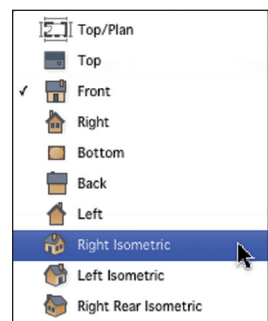 Top/Plan
Top
Front
Right
Bottom
Back
Left
Right Isometric
Left Isometric
Right Rear Isometric